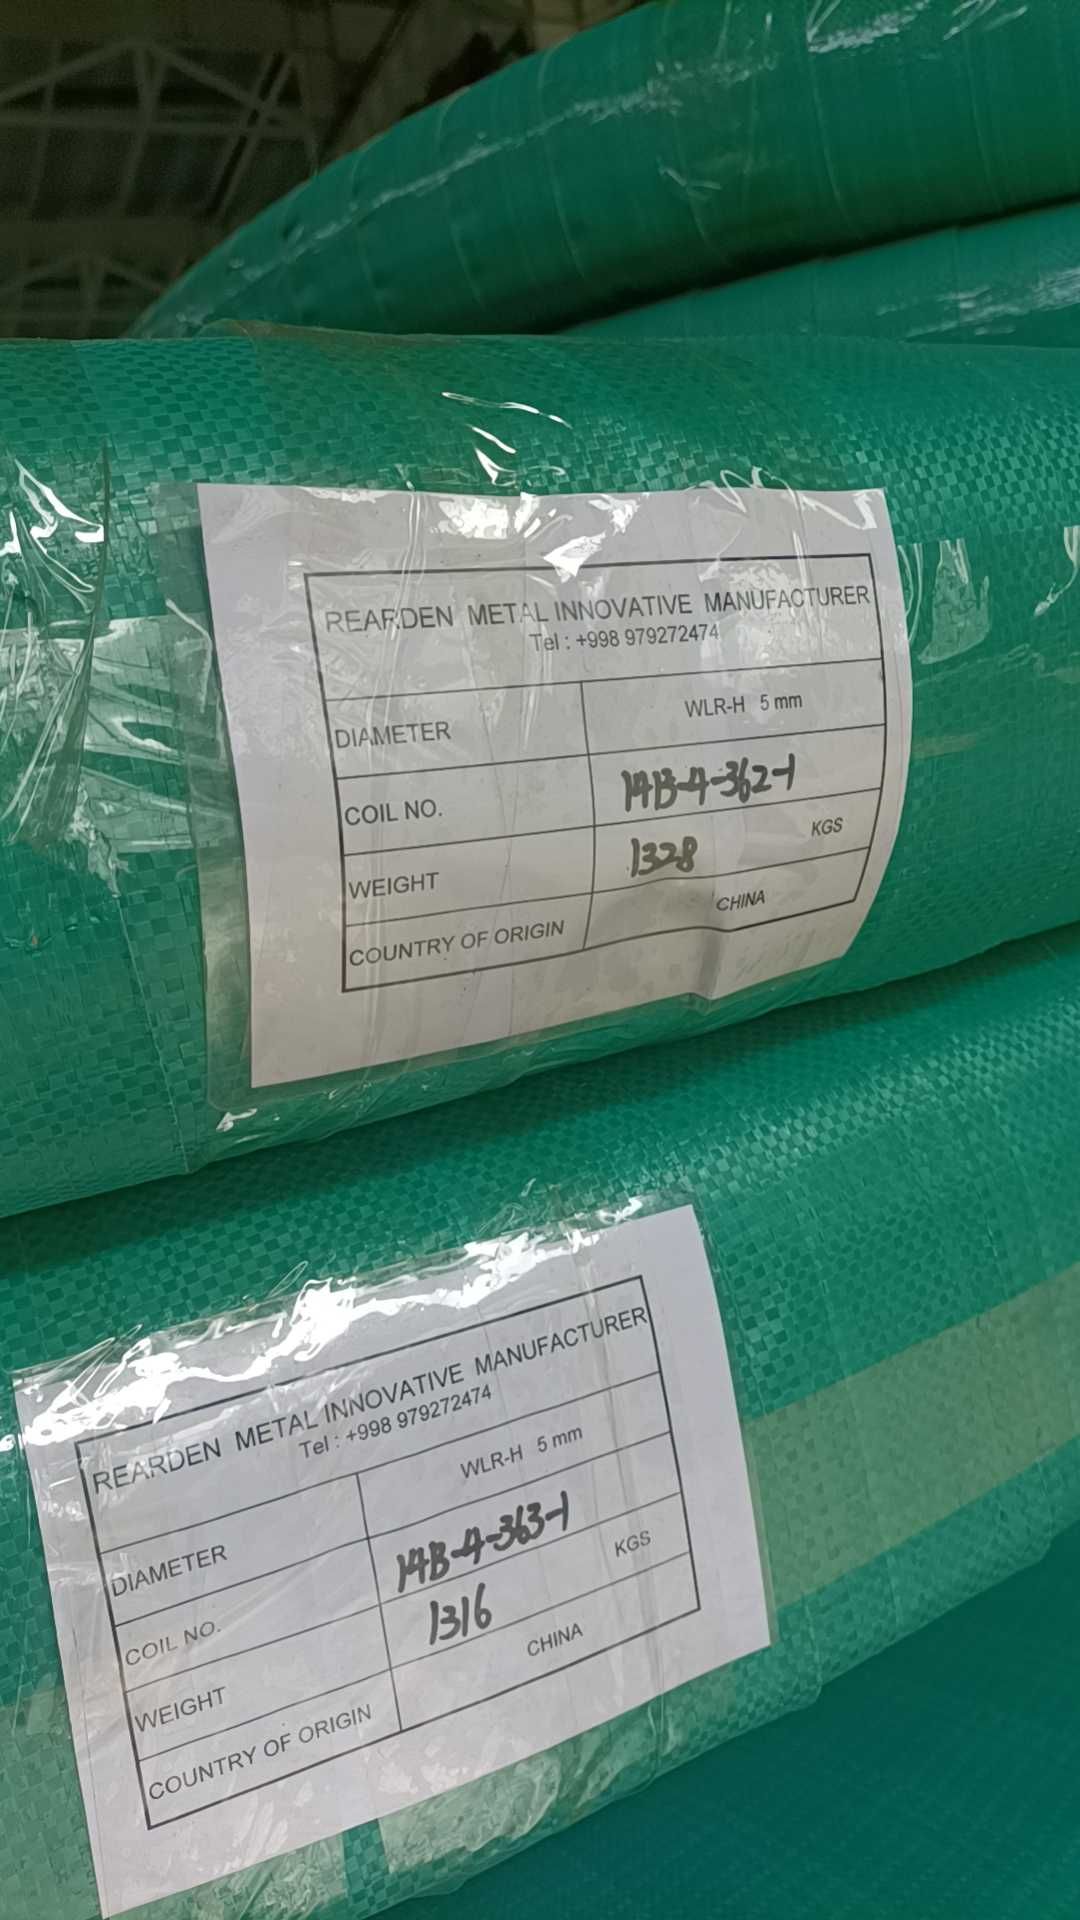 REARDEN METAL INNOVATIVE MANUFACTURER
Tel : +998 979272474
DIAMETER WLR-H 5 mm
COIL NO. 14B-4-362-1
WEIGHT 1328 KGS
COUNTRY OF ORIGIN CHINA
REARDEN METAL INNOVATIVE MANUFACTURER
Tel : +998 979272474
DIAMETER WLR-H 5 mm
COIL NO. 14B-4-363-1
WEIGHT 1316 KGS
COUNTRY OF ORIGIN CHINA